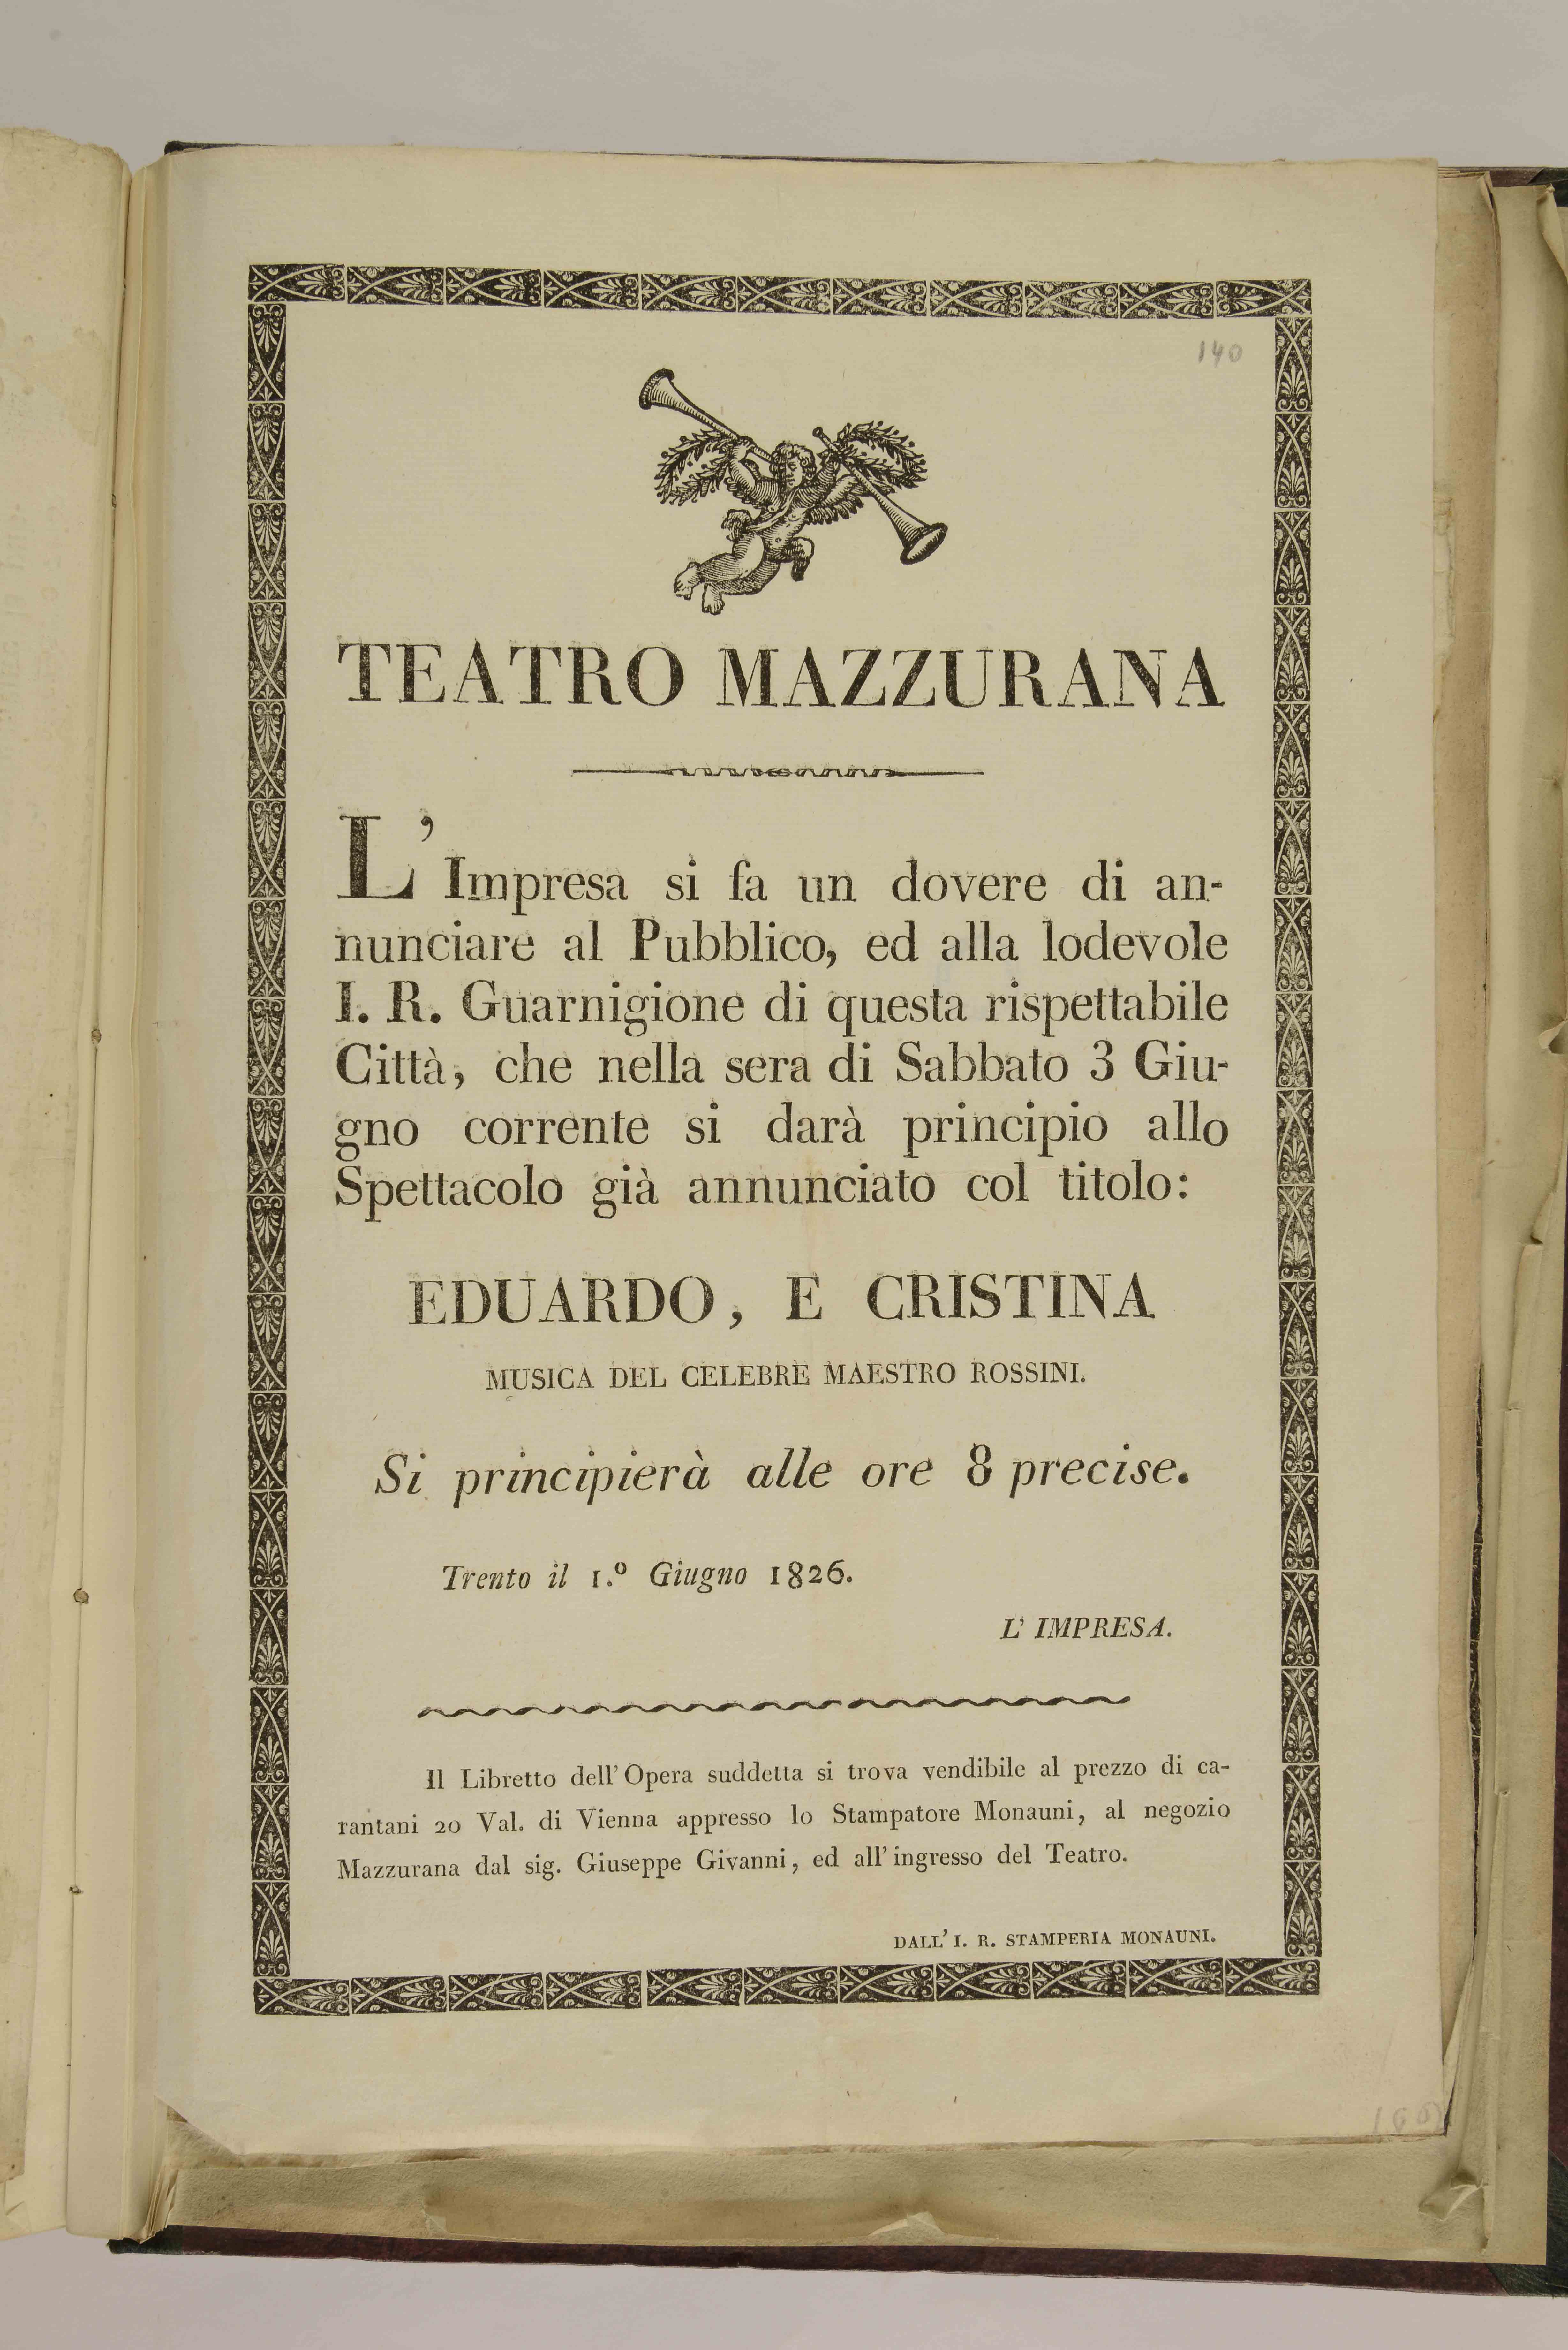 140
TEATRO MAZZURANA
L' Impresa si fa un dovere di an-
nunciare al Pubblico, ed alla lodevole
I. R. Guarnigione di questa rispettabile
Città, che nella sera di Sabbato 3 Giu-
gno corrente si darà principio allo
Spettacolo già annunciato col titolo:
EDUARDO, E CRISTINA
MUSICA DEL CELEBRE MAESTRO ROSSINI.
Si principierà alle ore 8 precise.
Trento il 1.º Giugno 1826.
L' IMPRESA.
Il Libretto dell' Opera suddetta si trova vendibile al prezzo di ca-
rantani 20 Val. di Vienna appresso lo Stampatore Monauni, al negozio
Mazzurana dal sig. Giuseppe Givanni, ed all' ingresso del Teatro.
DALL' I. R. STAMPERIA MONAUNI.